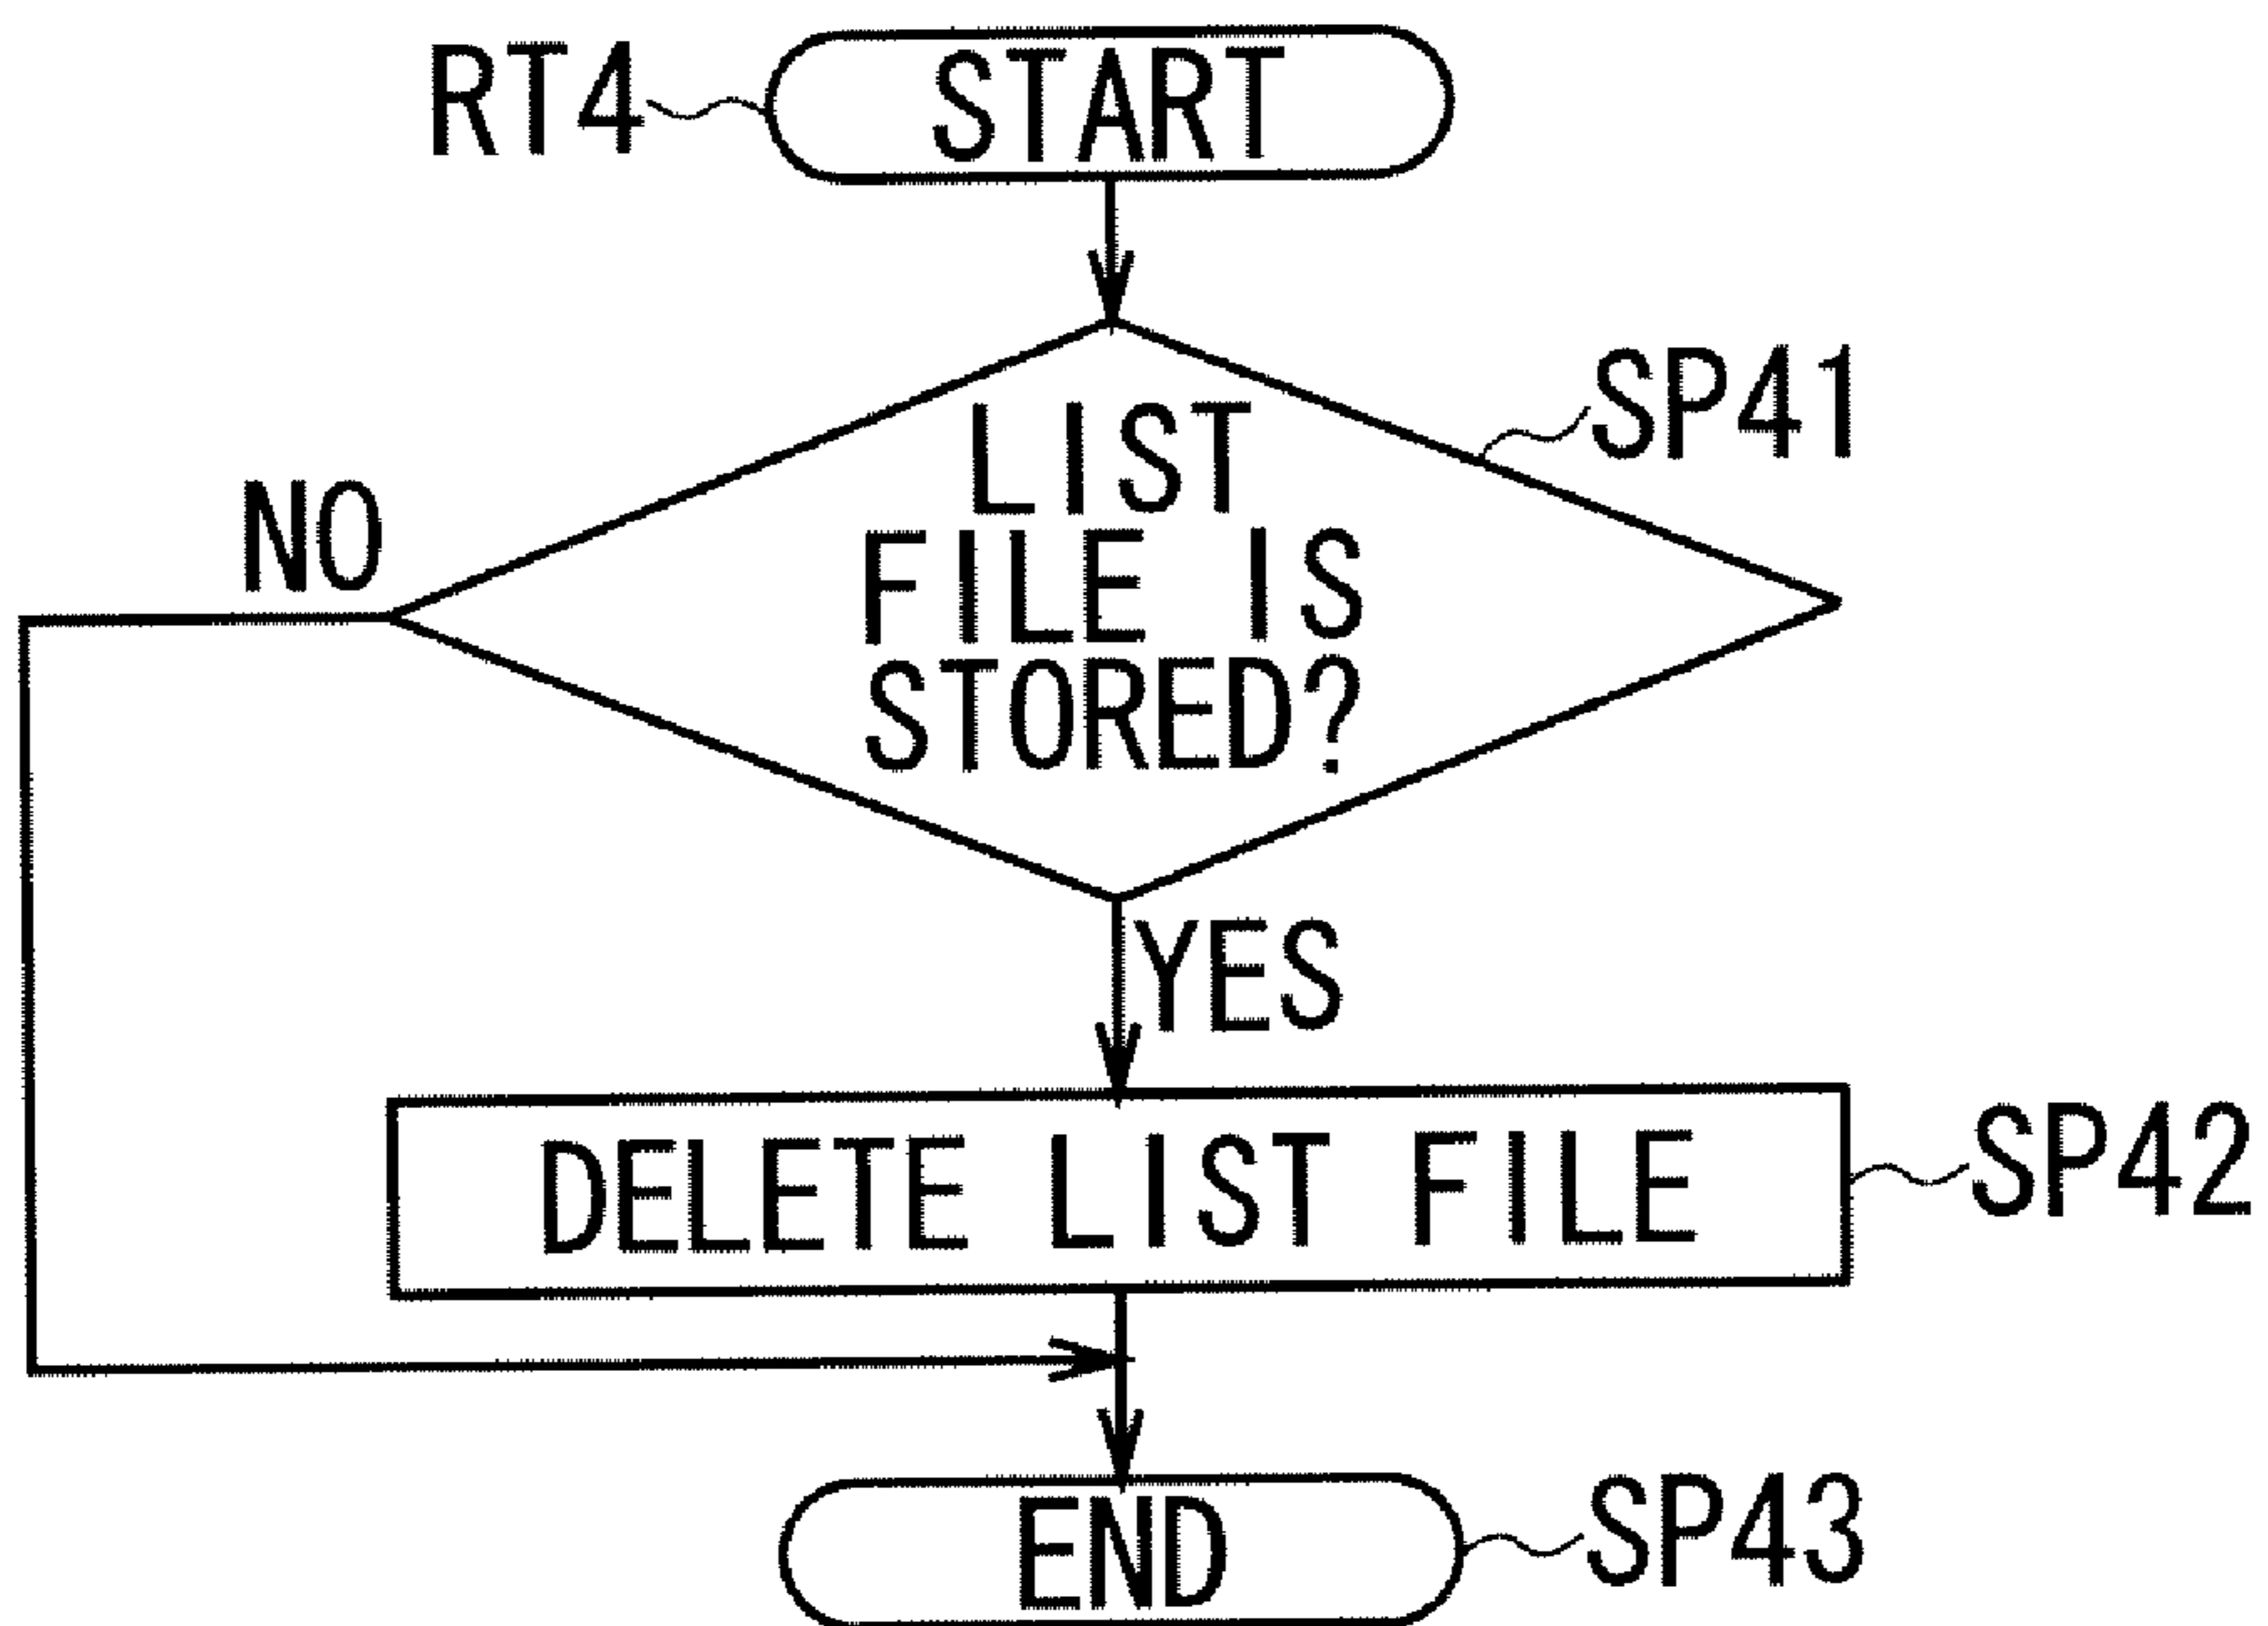 RT4
START
SP41
LIST
FILE IS
STORED?
NO
YES
DELETE LIST FILE
SP42
END
SP43